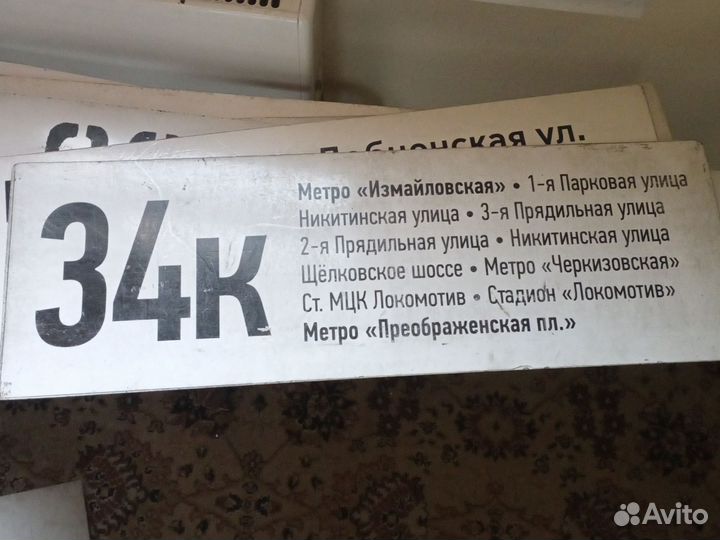 ул.
34к
Метро «Измайловская» • 1-я Парковая улица
Никитинская улица • 3-я Прядильная улица
2-я Прядильная улица • Никитинская улица
Щёлковское шоссе • Метро «Черкизовская»
Ст. МЦК Локомотив • Стадион «Локомотив»
Метро «Преображенская пл.»
Avito